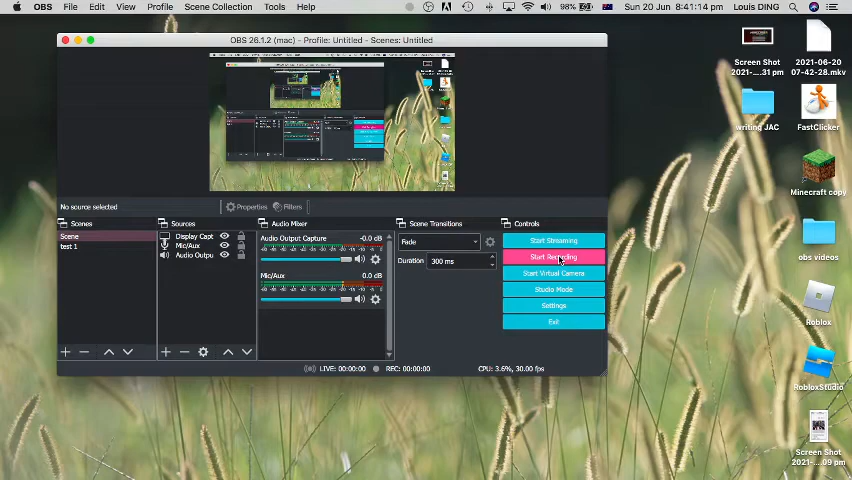 OBS File Edit View Profile Scene Collection Tools Help 98% Sun 20 Jun 8:41:14 pm Louis DING
OBS 26.1.2 (mac) - Profile: Untitled - Scenes: Untitled
Screen Shot
2021-....31 pm
2021-06-20
07-42-28.mkv
writing JAC
FastClicker
Minecraft copy
obs videos
Roblox
RobloxStudio
Screen Shot
2021-....09 pm
No source selected
Properties
Filters
Scenes
Scene
test 1
Sources
Display Capt
Mic/Aux
Audio Outpu
Audio Mixer
Audio Output Capture -0.0 dB
Mic/Aux 0.0 dB
Scene Transitions
Fade
Duration 300 ms
Controls
Start Streaming
Start Recording
Start Virtual Camera
Studio Mode
Settings
Exit
LIVE: 00:00:00
REC: 00:00:00
CPU: 3.6%, 30.00 fps